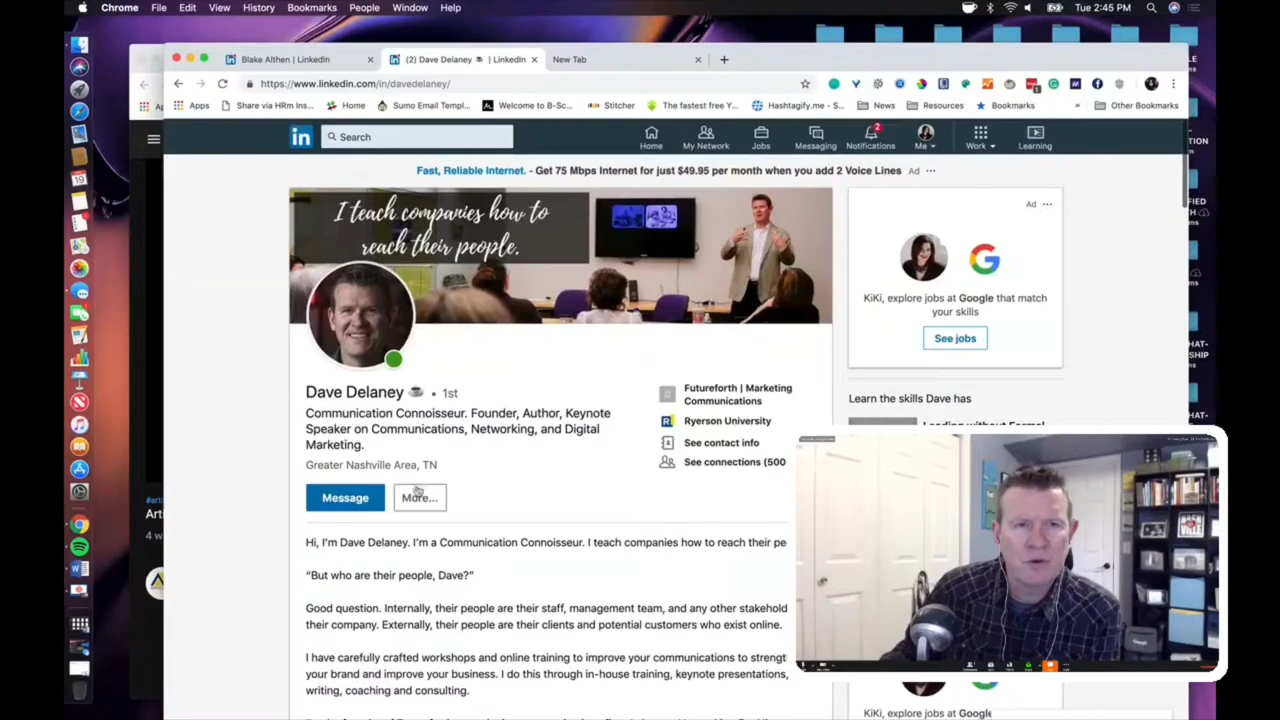 Chrome File Edit View History Bookmarks People Window Help
Tue 2:45 PM
Blake Althen | LinkedIn
(2) Dave Delaney ☕ | LinkedIn
New Tab
https://www.linkedin.com/in/davedelaney/
Apps
Share via HRm Ins...
Home
Sumo Email Templ...
Welcome to B-Sc...
Stitcher
The fastest free Y...
Hashtagify.me - S...
News
Resources
Bookmarks
»
Other Bookmarks
in
Search
Home
My Network
Jobs
Messaging
2
Notifications
Me
Work
Learning
Fast, Reliable Internet. - Get 75 Mbps Internet for just $49.95 per month when you add 2 Voice Lines Ad ...
I teach companies how to
reach their people.
Dave Delaney ☕ • 1st
Communication Connoisseur. Founder, Author, Keynote
Speaker on Communications, Networking, and Digital
Marketing.
Greater Nashville Area, TN
Message
More...
Futureforth | Marketing
Communications
Ryerson University
See contact info
See connections (500
Hi, I'm Dave Delaney. I'm a Communication Connoisseur. I teach companies how to reach their pe
“But who are their people, Dave?”
Good question. Internally, their people are their staff, management team, and any other stakehold
their company. Externally, their people are their clients and potential customers who exist online.
I have carefully crafted workshops and online training to improve your communications to strengt
your brand and improve your business. I do this through in-house training, keynote presentations,
writing, coaching and consulting.
Ad ...
G
KiKi, explore jobs at Google that match
your skills
See jobs
Learn the skills Dave has
NASH
VILLE
KiKi, explore jobs at Google